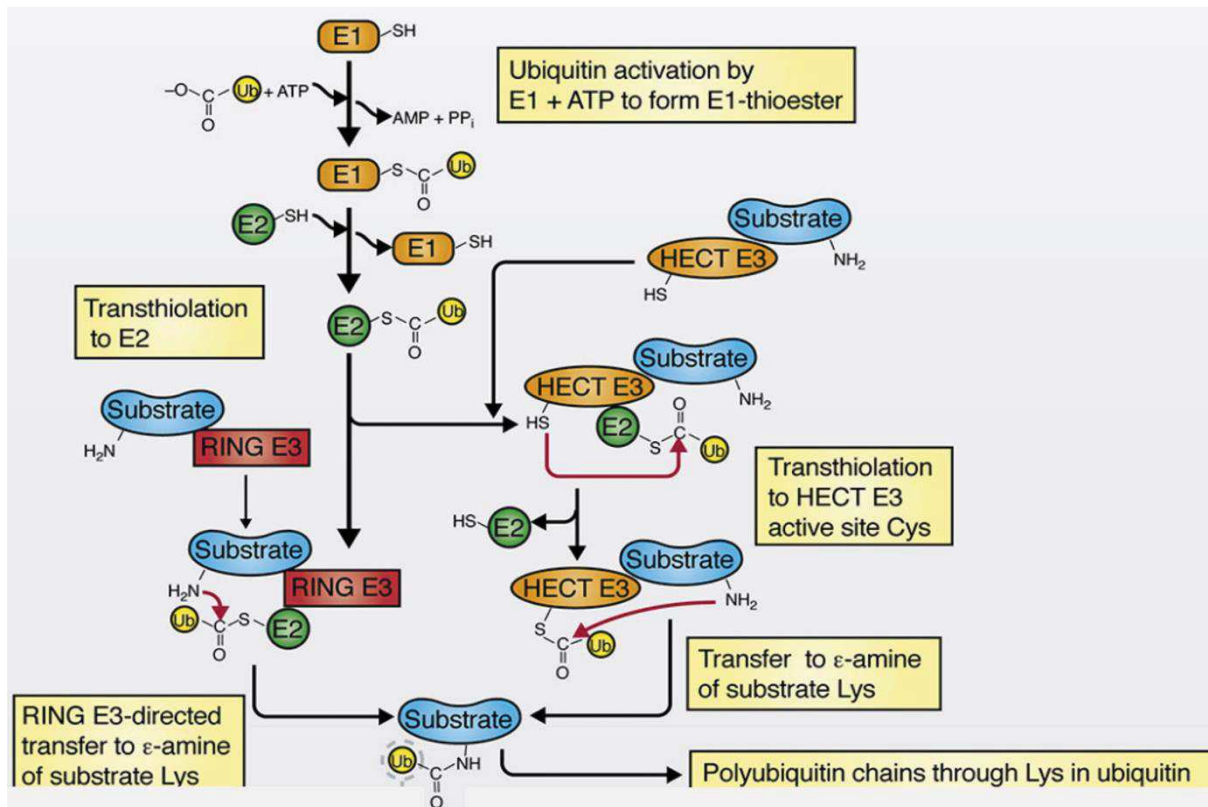 E1
SH
Ubiquitin activation by
E1 + ATP to form E1-thioester
–O
C
O
Ub + ATP
AMP + PPi
E1
S
C
O
Ub
E2
SH
E1
SH
Substrate
HECT E3
NH2
HS
Transthiolation
to E2
E2
S
C
O
Ub
Substrate
HECT E3
NH2
HS
E2
S
C
O
Ub
Substrate
H2N
RING E3
Transthiolation
to HECT E3
active site Cys
HS
E2
Substrate
RING E3
H2N
Ub
C
O
S
E2
Substrate
HECT E3
NH2
S
C
O
Ub
Transfer to ε-amine
of substrate Lys
RING E3-directed
transfer to ε-amine
of substrate Lys
Substrate
Ub
C
O
NH
Polyubiquitin chains through Lys in ubiquitin